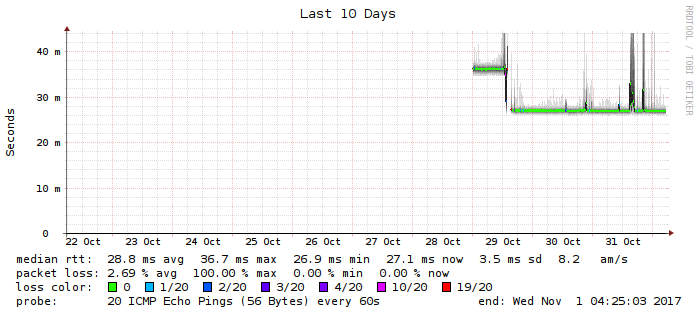 Last 10 Days
RRDTOOL / TOBI OETIKER
Seconds
40 m
30 m
20 m
10 m
0
22 Oct 23 Oct 24 Oct 25 Oct 26 Oct 27 Oct 28 Oct 29 Oct 30 Oct 31 Oct
median rtt: 28.8 ms avg 36.7 ms max 26.9 ms min 27.1 ms now 3.5 ms sd 8.2 am/s
packet loss: 2.69 % avg 100.00 % max 0.00 % min 0.00 % now
loss color: 0 1/20 2/20 3/20 4/20 10/20 19/20
probe: 20 ICMP Echo Pings (56 Bytes) every 60s end: Wed Nov 1 04:25:03 2017